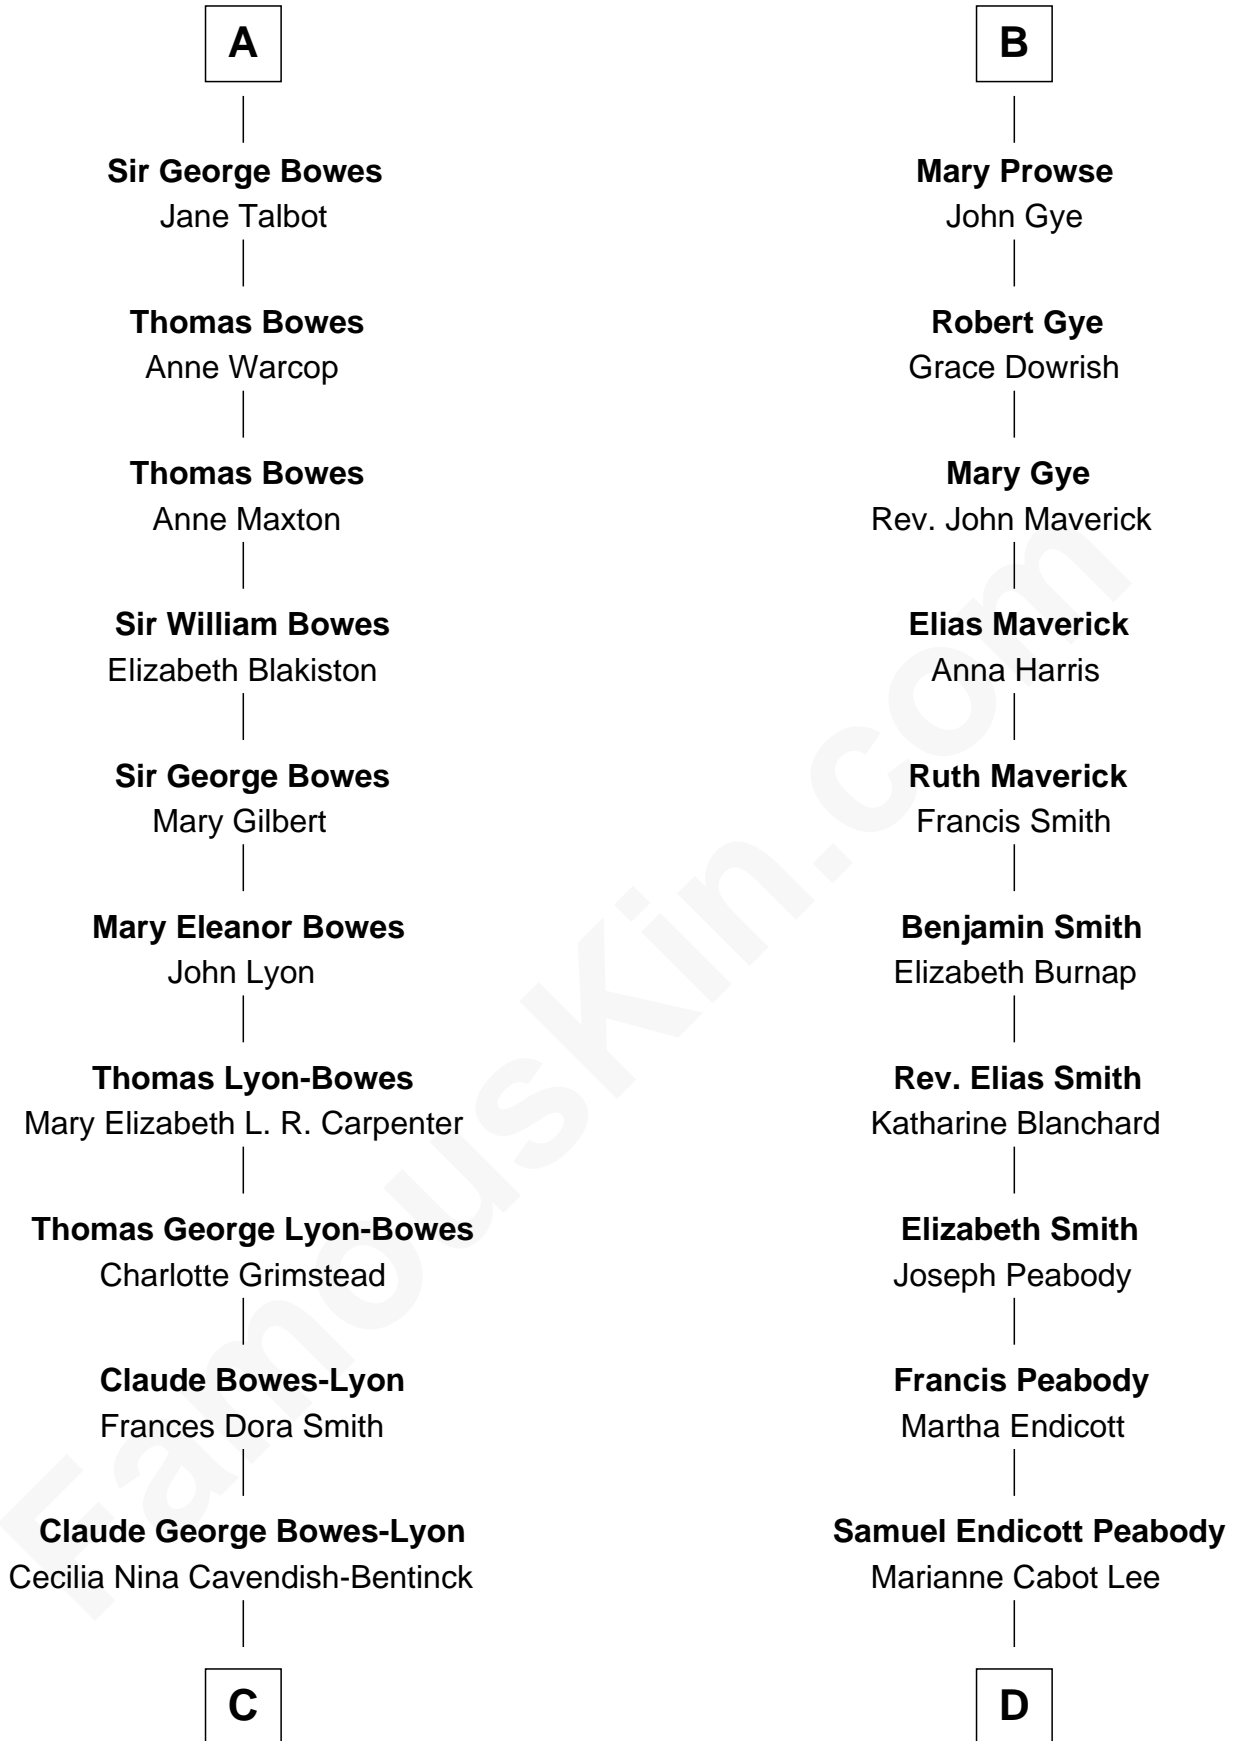 A
Sir George Bowes
Jane Talbot
Thomas Bowes
Anne Warcop
Thomas Bowes
Anne Maxton
Sir William Bowes
Elizabeth Blakiston
Sir George Bowes
Mary Gilbert
Mary Eleanor Bowes
John Lyon
Thomas Lyon-Bowes
Mary Elizabeth L. R. Carpenter
Thomas George Lyon-Bowes
Charlotte Grimstead
Claude Bowes-Lyon
Frances Dora Smith
Claude George Bowes-Lyon
Cecilia Nina Cavendish-Bentinck
C
B
Mary Prowse
John Gye
Robert Gye
Grace Dowrish
Mary Gye
Rev. John Maverick
Elias Maverick
Anna Harris
Ruth Maverick
Francis Smith
Benjamin Smith
Elizabeth Burnap
Rev. Elias Smith
Katharine Blanchard
Elizabeth Smith
Joseph Peabody
Francis Peabody
Martha Endicott
Samuel Endicott Peabody
Marianne Cabot Lee
D
FamousKin.com